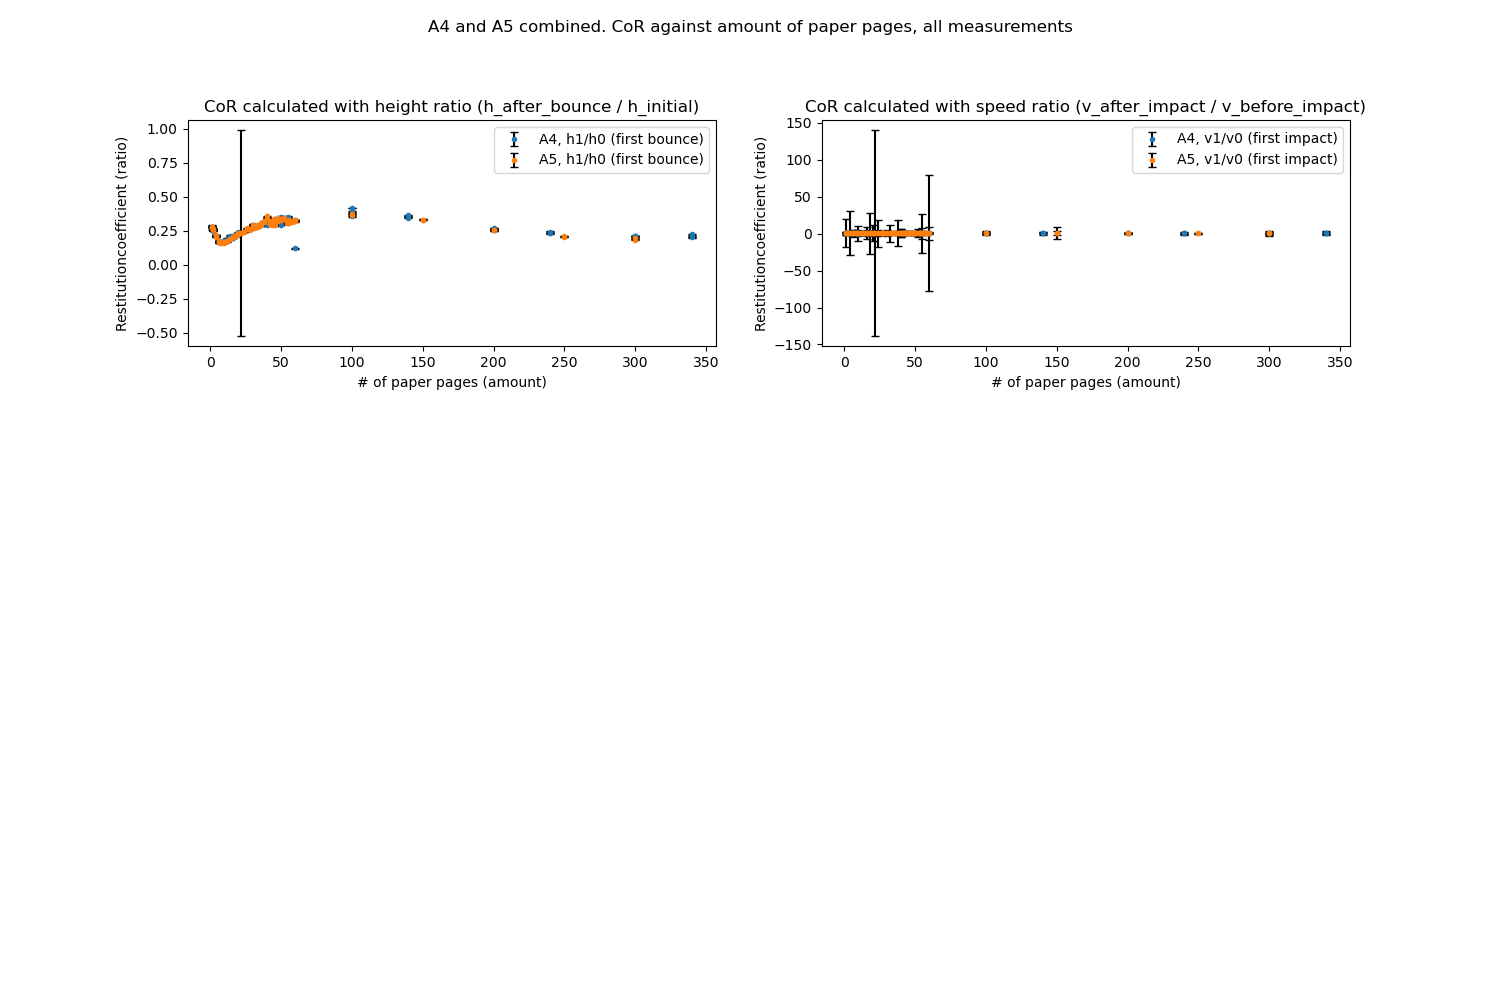 A4 and A5 combined. CoR against amount of paper pages, all measurements
CoR calculated with height ratio (h_after_bounce / h_initial)
1.00
0.75
0.50
0.25
0.00
−0.25
−0.50
Restitutioncoefficient (ratio)
A4, h1/h0 (first bounce)
A5, h1/h0 (first bounce)
0 50 100 150 200 250 300 350
# of paper pages (amount)
CoR calculated with speed ratio (v_after_impact / v_before_impact)
150
100
50
0
−50
−100
−150
Restitutioncoefficient (ratio)
A4, v1/v0 (first impact)
A5, v1/v0 (first impact)
0 50 100 150 200 250 300 350
# of paper pages (amount)